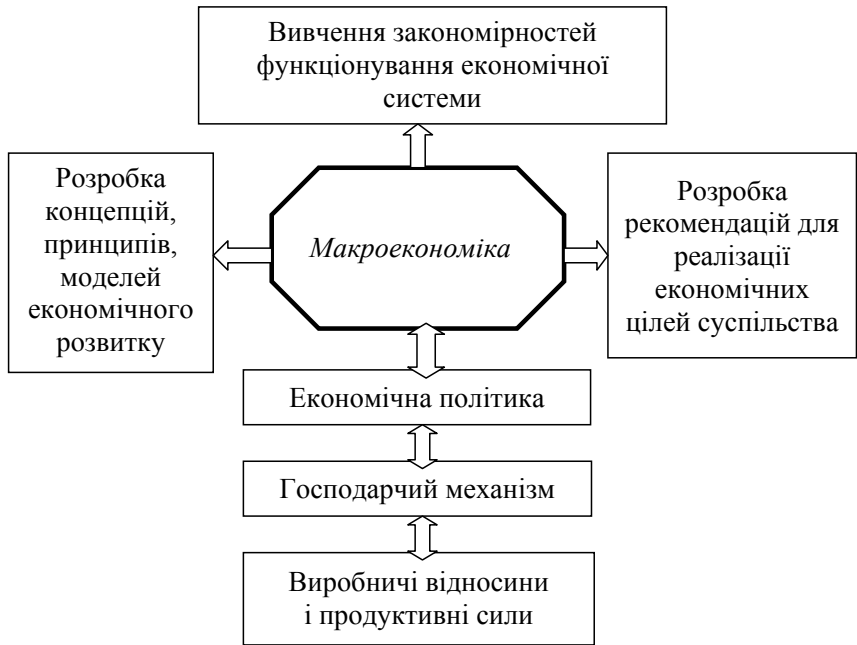 Вивчення закономірностей
функціонування економічної
системи
Розробка
концепцій,
принципів,
моделей
економічного
розвитку
Макроекономіка
Розробка
рекомендацій для
реалізації
економічних
цілей суспільства
Економічна політика
Господарчий механізм
Виробничі відносини
і продуктивні сили